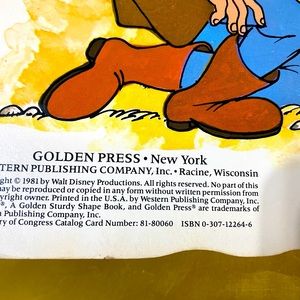 GOLDEN PRESS • New York
TERN PUBLISHING COMPANY, Inc. • Racine, Wisconsin
ght © 1981 by Walt Disney Productions. All rights reserved. No part of this
may be reproduced or copied in any form without written permission from
yright owner. Printed in the U.S.A. by Western Publishing Company, Inc.
®, A Golden Sturdy Shape Book, and Golden Press® are trademarks of
n Publishing Company, Inc.
ry of Congress Catalog Card Number: 81-80060 ISBN 0-307-12264-6